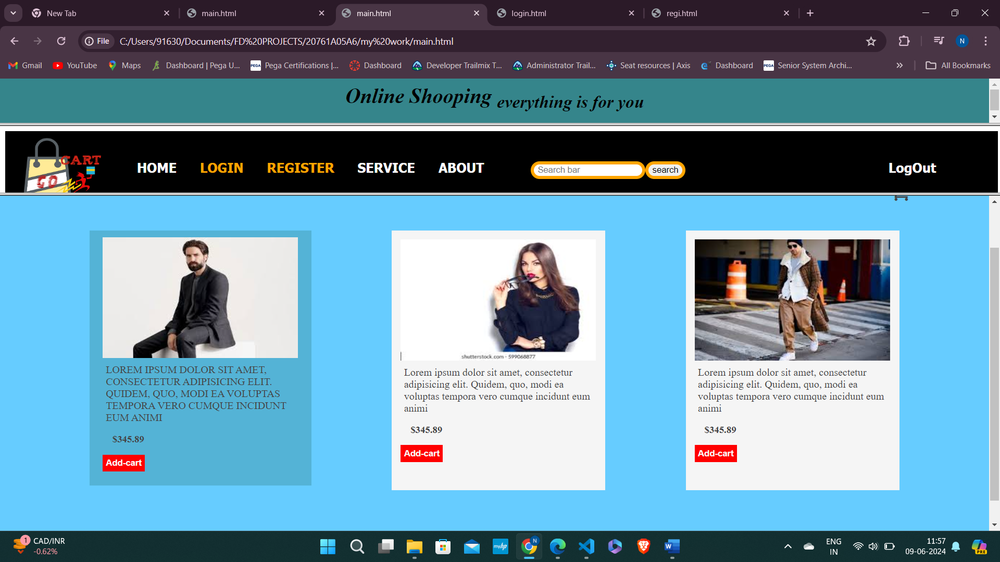 New Tab
main.html
main.html
login.html
regi.html
File
C:/Users/91630/Documents/FD%20PROJECTS/20761A05A6/my%20work/main.html
N
Gmail
YouTube
Maps
Dashboard | Pega U...
PEGA
Pega Certifications |...
Dashboard
Developer Trailmix T...
Administrator Trail...
Seat resources | Axis
Dashboard
PEGA
Senior System Archi...
All Bookmarks
Online Shooping everything is for you
CART
GO
HOME
LOGIN
REGISTER
SERVICE
ABOUT
Search bar
search
LogOut
LOREM IPSUM DOLOR SIT AMET,
CONSECTETUR ADIPISICING ELIT.
QUIDEM, QUO, MODI EA VOLUPTAS
TEMPORA VERO CUMQUE INCIDUNT
EUM ANIMI
$345.89
Add-cart
shutterstock.com · 599068877
Lorem ipsum dolor sit amet, consectetur
adipisicing elit. Quidem, quo, modi ea
voluptas tempora vero cumque incidunt eum
animi
$345.89
Add-cart
Lorem ipsum dolor sit amet, consectetur
adipisicing elit. Quidem, quo, modi ea
voluptas tempora vero cumque incidunt eum
animi
$345.89
Add-cart
1
CAD/INR
-0.62%
myhp
N
W
ENG
IN
11:57
09-06-2024
PRE